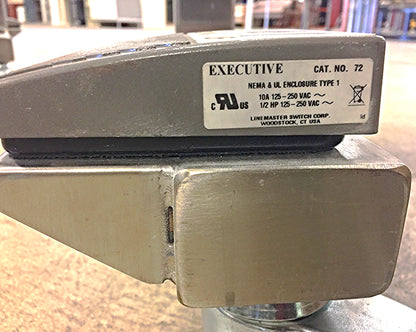 EXECUTIVE CAT. NO. 72
NEMA & UL ENCLOSURE TYPE 1
10A 125-250 VAC ~
1/2 HP 125-250 VAC ~
c RU US
LINEMASTER SWITCH CORP.
WOODSTOCK, CT USA